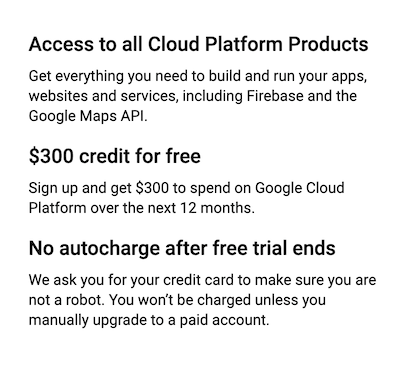 Access to all Cloud Platform Products
Get everything you need to build and run your apps,
websites and services, including Firebase and the
Google Maps API.
$300 credit for free
Sign up and get $300 to spend on Google Cloud
Platform over the next 12 months.
No autocharge after free trial ends
We ask you for your credit card to make sure you are
not a robot. You won’t be charged unless you
manually upgrade to a paid account.